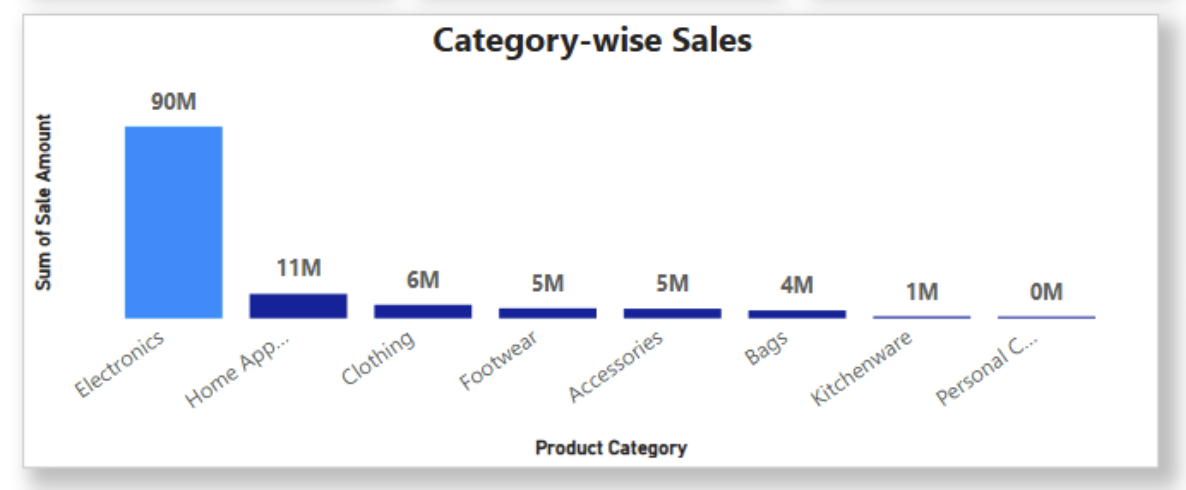 Category-wise Sales
Sum of Sale Amount
90M
11M
6M
5M
5M
4M
1M
0M
Electronics
Home App...
Clothing
Footwear
Accessories
Bags
Kitchenware
Personal C...
Product Category